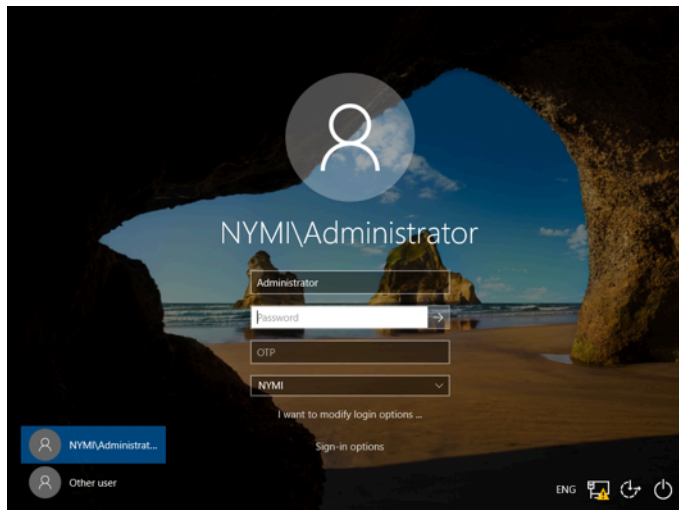 NYMI\Administrator
Administrator
Password
OTP
NYMI
I want to modify login options ...
Sign-in options
NYMI\Administrat...
Other user
ENG